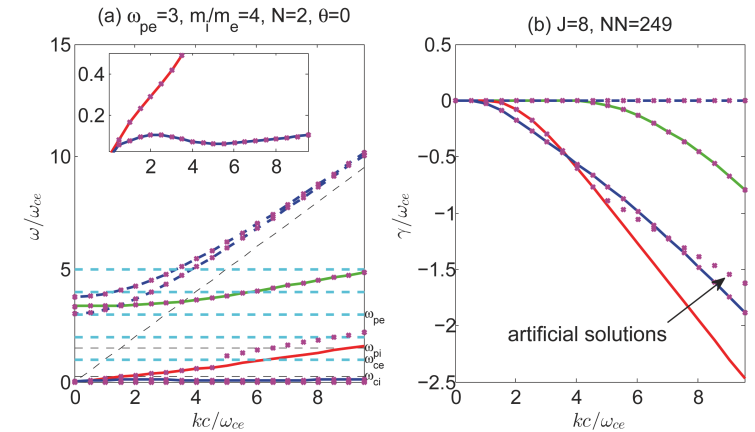 (a) ω_pe=3, m_i/m_e=4, N=2, θ=0
15
10
5
0
ω/ω_ce
0.4
0.2
2 4 6 8
ω_pe
ω_pi
ω_ce
ω_ci
0 2 4 6 8
kc/ω_ce
(b) J=8, NN=249
0.5
0
−0.5
−1
−1.5
−2
−2.5
γ/ω_ce
artificial solutions
0 2 4 6 8
kc/ω_ce